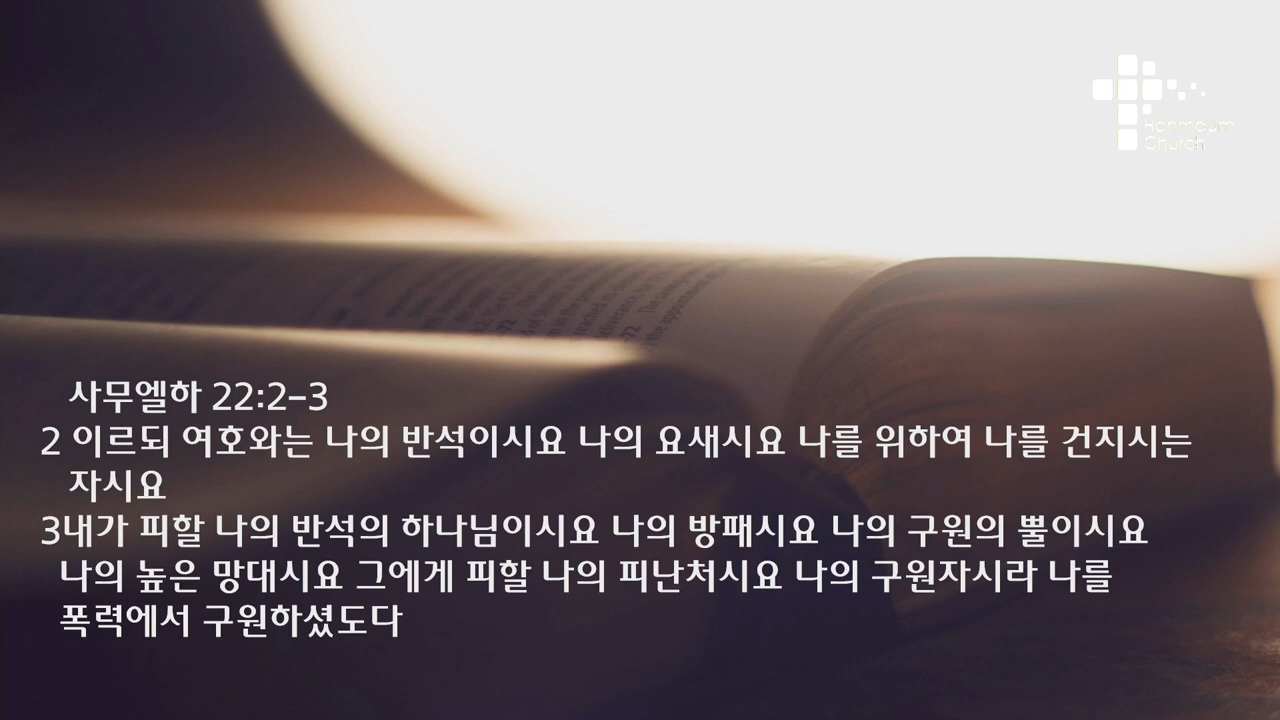 Hanmaum
Church
사무엘하 22:2-3
2 이르되 여호와는 나의 반석이시요 나의 요새시요 나를 위하여 나를 건지시는
자시요
3내가 피할 나의 반석의 하나님이시요 나의 방패시요 나의 구원의 뿔이시요
나의 높은 망대시요 그에게 피할 나의 피난처시요 나의 구원자시라 나를
폭력에서 구원하셨도다